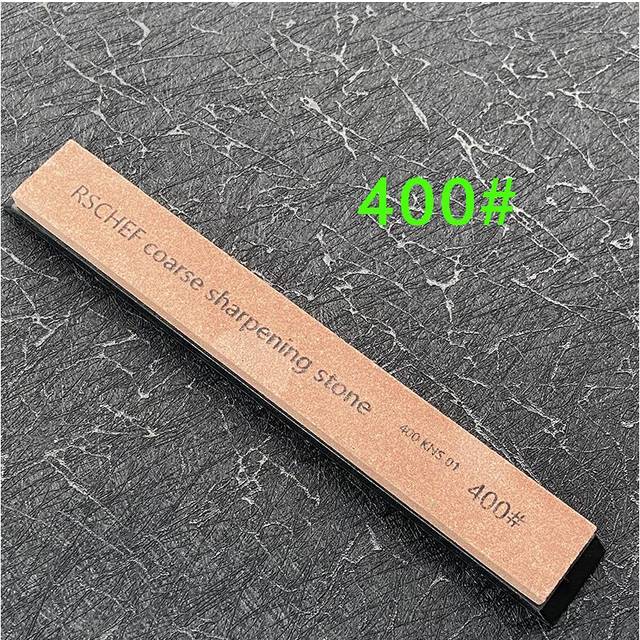 400#
RSCHEF coarse sharpening stone
400 KNS 01
400#